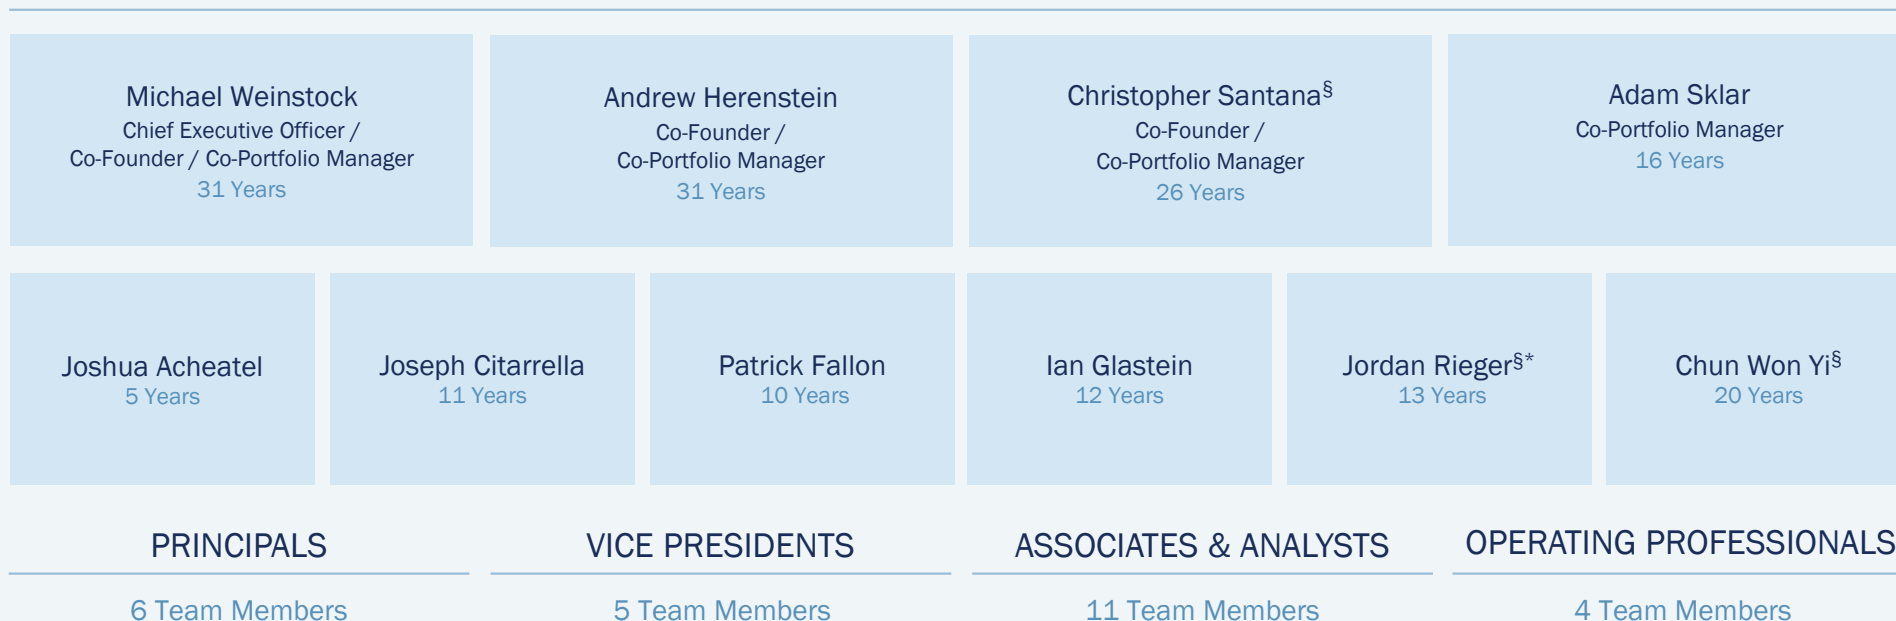 Michael Weinstock
Chief Executive Officer /
Co-Founder / Co-Portfolio Manager
31 Years
Andrew Herenstein
Co-Founder /
Co-Portfolio Manager
31 Years
Christopher Santana§
Co-Founder /
Co-Portfolio Manager
26 Years
Adam Sklar
Co-Portfolio Manager
16 Years
Joshua Acheatel
5 Years
Joseph Citarrella
11 Years
Patrick Fallon
10 Years
Ian Glastein
12 Years
Jordan Rieger§*
13 Years
Chun Won Yi§
20 Years
PRINCIPALS
6 Team Members
VICE PRESIDENTS
5 Team Members
ASSOCIATES & ANALYSTS
11 Team Members
OPERATING PROFESSIONALS
4 Team Members